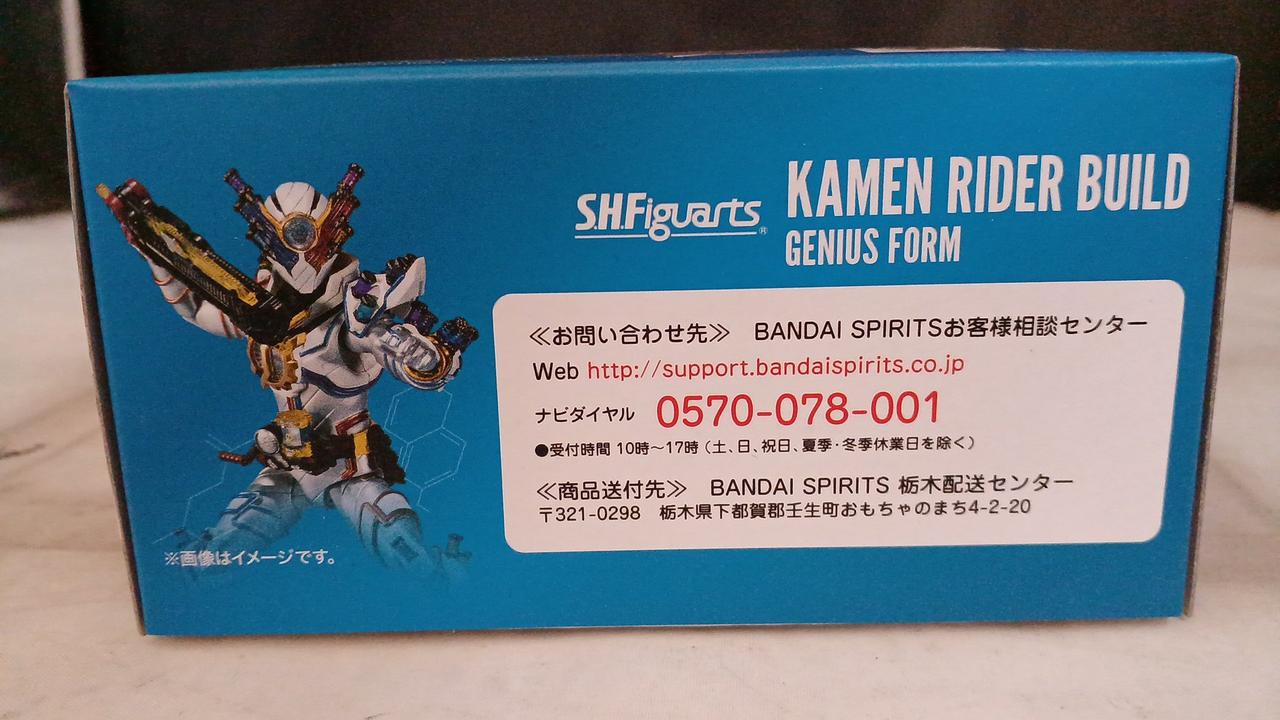 S.H.Figuarts®
KAMEN RIDER BUILD
GENIUS FORM
≪お問い合わせ先≫ BANDAI SPIRITSお客様相談センター
Web http://support.bandaispirits.co.jp
ナビダイヤル 0570-078-001
●受付時間 10時～17時（土、日、祝日、夏季・冬季休業日を除く）
≪商品送付先≫ BANDAI SPIRITS 栃木配送センター
〒321-0298 栃木県下都賀郡壬生町おもちゃのまち4-2-20
※画像はイメージです。